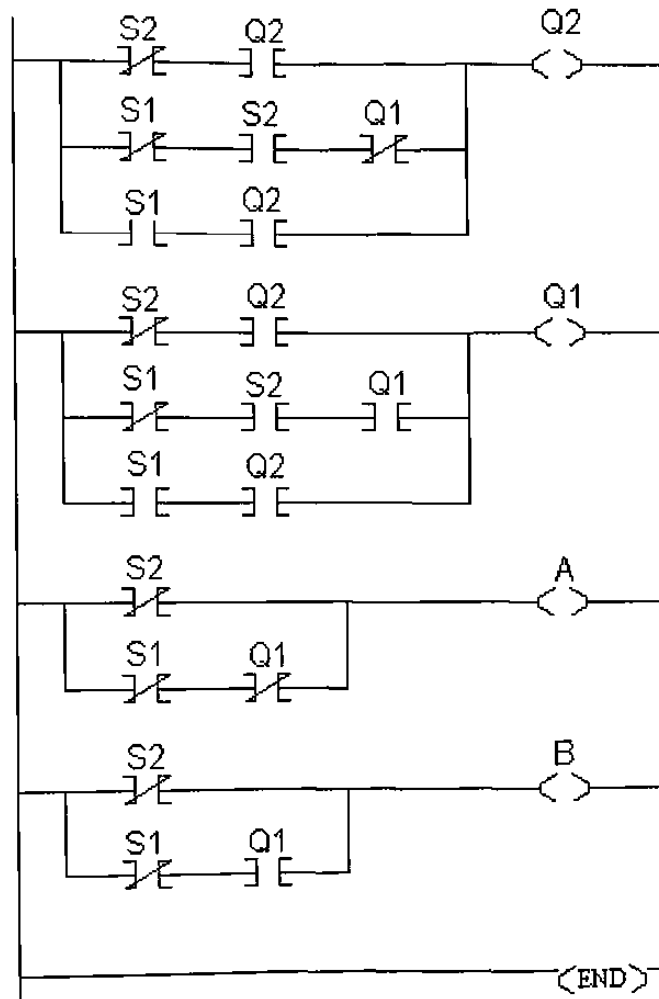 S2 Q2 Q2
S1 S2 Q1
S1 Q2
S2 Q2 Q1
S1 S2 Q1
S1 Q2
S2 A
S1 Q1
S2 B
S1 Q1
END